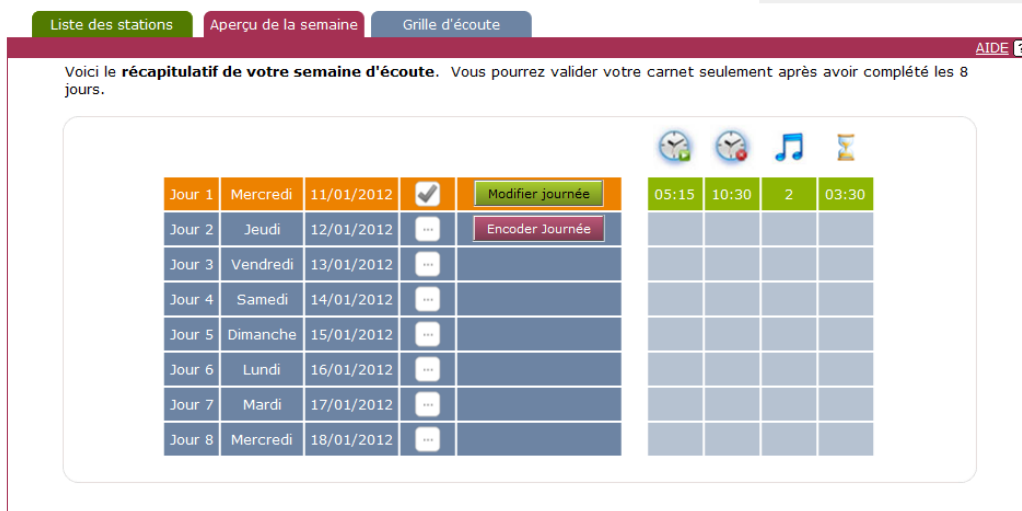 Liste des stations Aperçu de la semaine Grille d'écoute
AIDE ?
Voici le récapitulatif de votre semaine d'écoute. Vous pourrez valider votre carnet seulement après avoir complété les 8
jours.
Jour 1 Mercredi 11/01/2012 Modifier journée 05:15 10:30 2 03:30
Jour 2 Jeudi 12/01/2012 ... Encoder Journée
Jour 3 Vendredi 13/01/2012 ...
Jour 4 Samedi 14/01/2012 ...
Jour 5 Dimanche 15/01/2012 ...
Jour 6 Lundi 16/01/2012 ...
Jour 7 Mardi 17/01/2012 ...
Jour 8 Mercredi 18/01/2012 ...